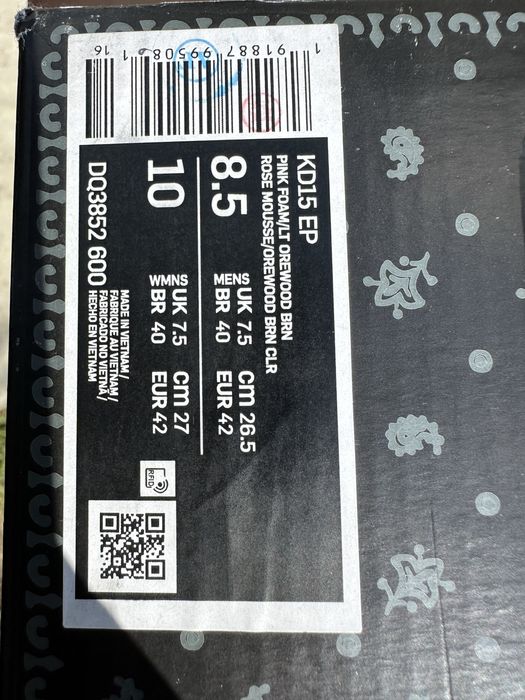 1 91887 99508 1 16
KD15 EP
PINK FOAM/LT OREWOOD BRN
ROSE MOUSSE/OREWOOD BRN CLR
8.5 MENS UK 7.5 cm 26.5
BR 40 EUR 42
10 WMNS UK 7.5 cm 27
BR 40 EUR 42
DQ3852 600
MADE IN VIETNAM /
FABRIQUE AU VIETNAM /
FABRICADO NO VIETNÃ /
HECHO EN VIETNAM
RFID